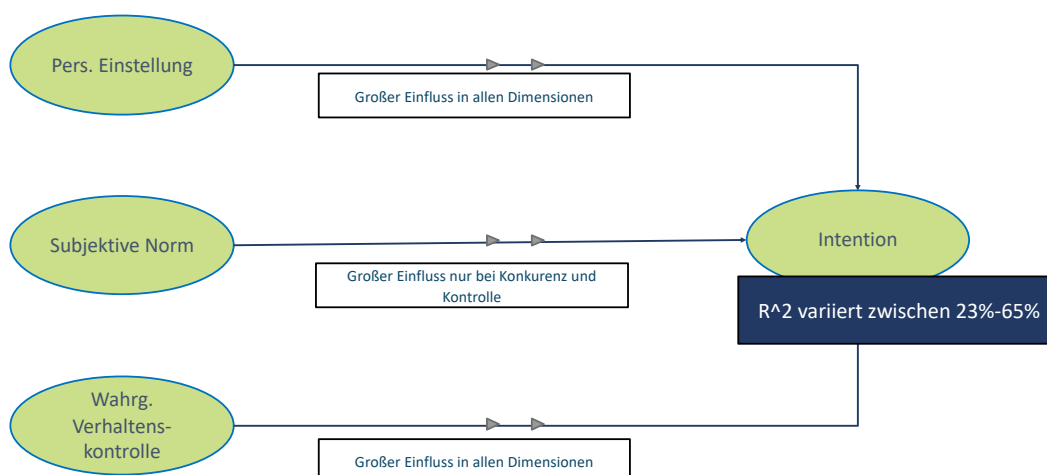 Pers. Einstellung
Großer Einfluss in allen Dimensionen
Subjektive Norm
Großer Einfluss nur bei Konkurenz und
Kontrolle
Intention
R^2 variiert zwischen 23%-65%
Wahrg.
Verhaltens-
kontrolle
Großer Einfluss in allen Dimensionen